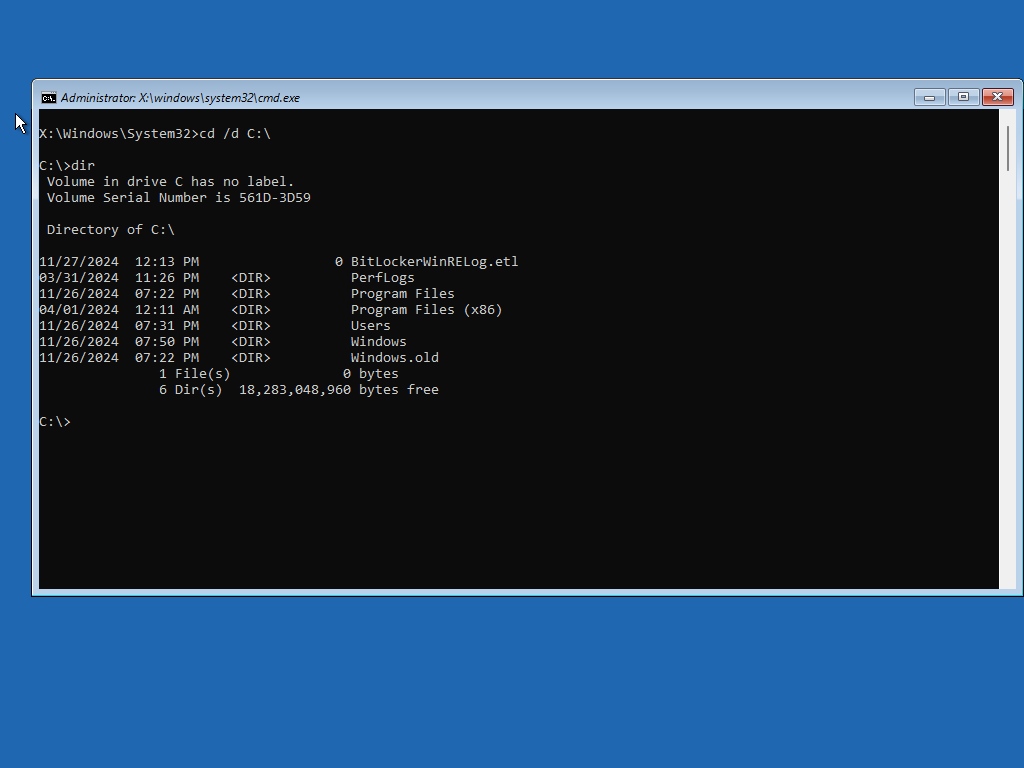 Administrator: X:\windows\system32\cmd.exe
X:\Windows\System32>cd /d C:\
C:\>dir
 Volume in drive C has no label.
 Volume Serial Number is 561D-3D59
 Directory of C:\
11/27/2024  12:13 PM                 0 BitLockerWinRELog.etl
03/31/2024  11:26 PM    <DIR>          PerfLogs
11/26/2024  07:22 PM    <DIR>          Program Files
04/01/2024  12:11 AM    <DIR>          Program Files (x86)
11/26/2024  07:31 PM    <DIR>          Users
11/26/2024  07:50 PM    <DIR>          Windows
11/26/2024  07:22 PM    <DIR>          Windows.old
               1 File(s)              0 bytes
               6 Dir(s)  18,283,048,960 bytes free
C:\>